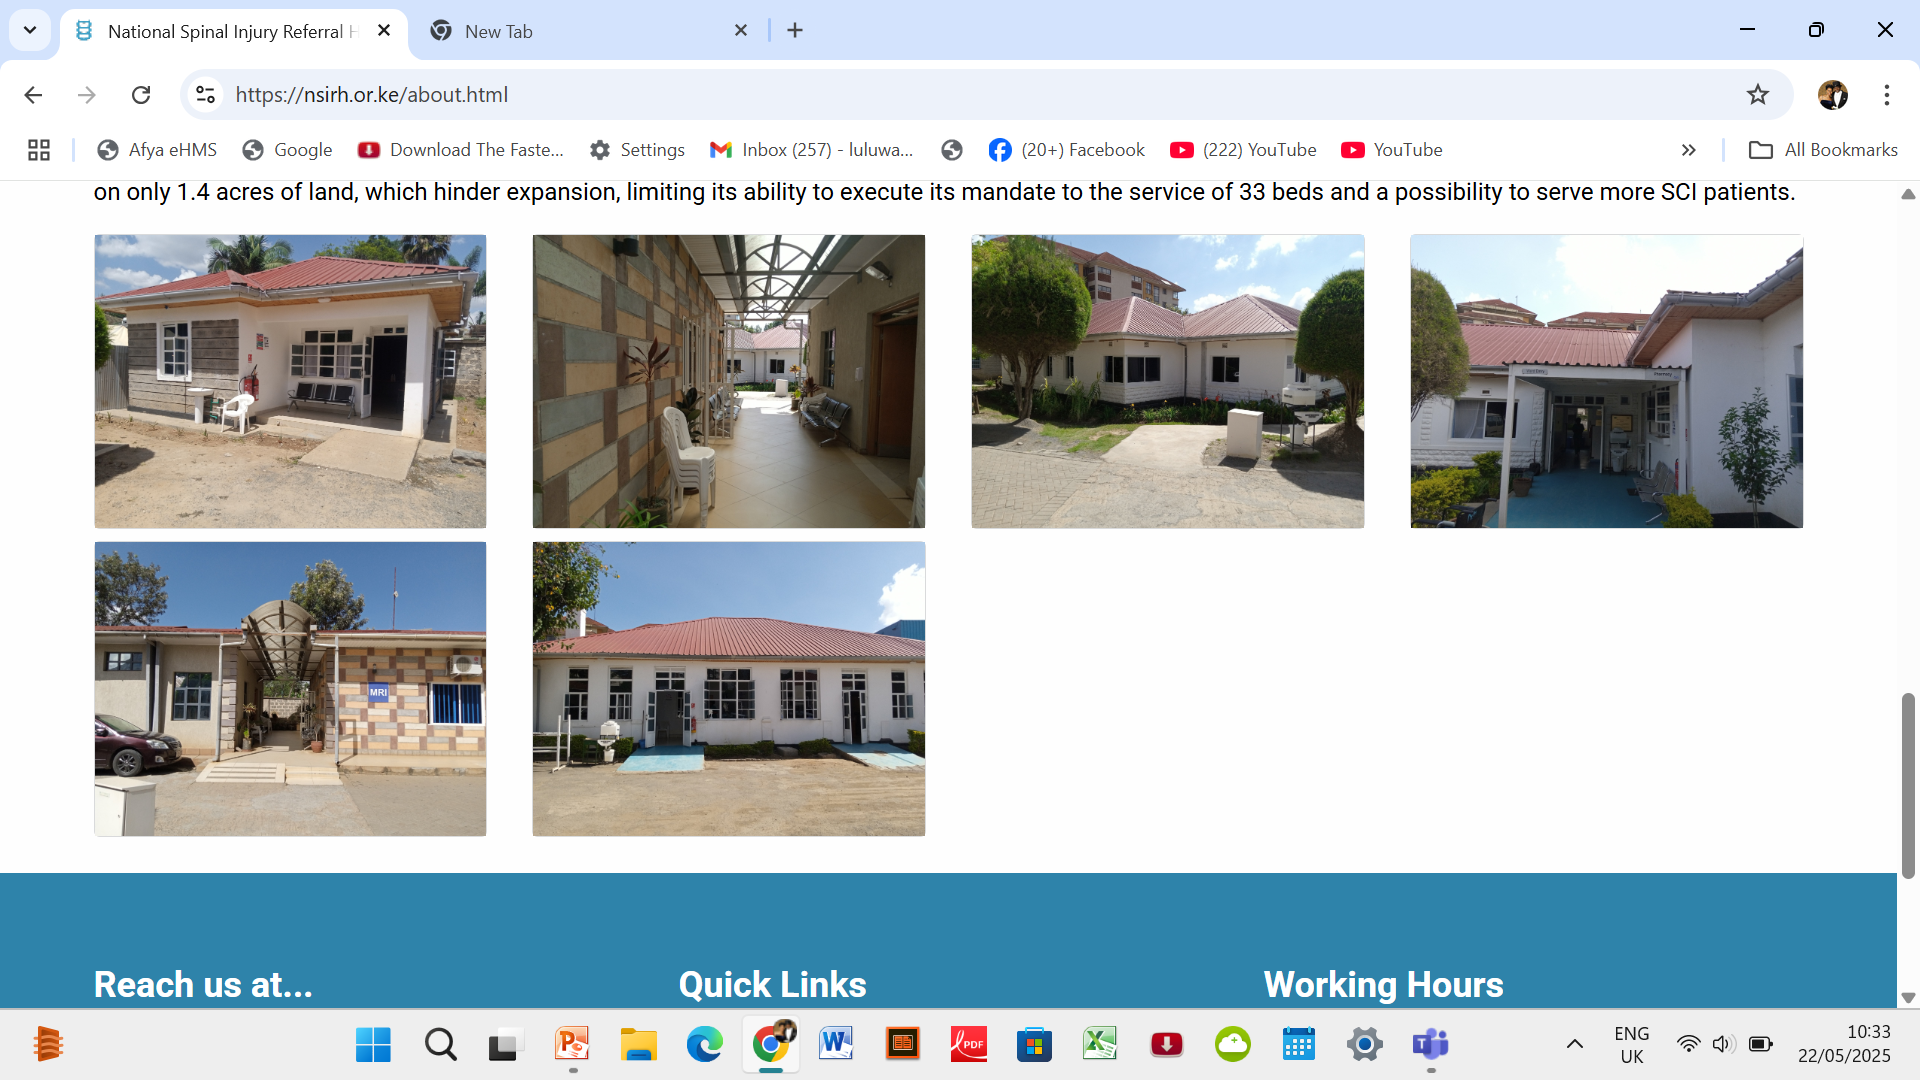 National Spinal Injury Referral H
New Tab
https://nsirh.or.ke/about.html
Afya eHMS
Google
Download The Faste...
Settings
Inbox (257) - luluwa...
(20+) Facebook
(222) YouTube
YouTube
All Bookmarks
on only 1.4 acres of land, which hinder expansion, limiting its ability to execute its mandate to the service of 33 beds and a possibility to serve more SCI patients.
MRI
Reach us at...
Quick Links
Working Hours
ENG
UK
10:33
22/05/2025